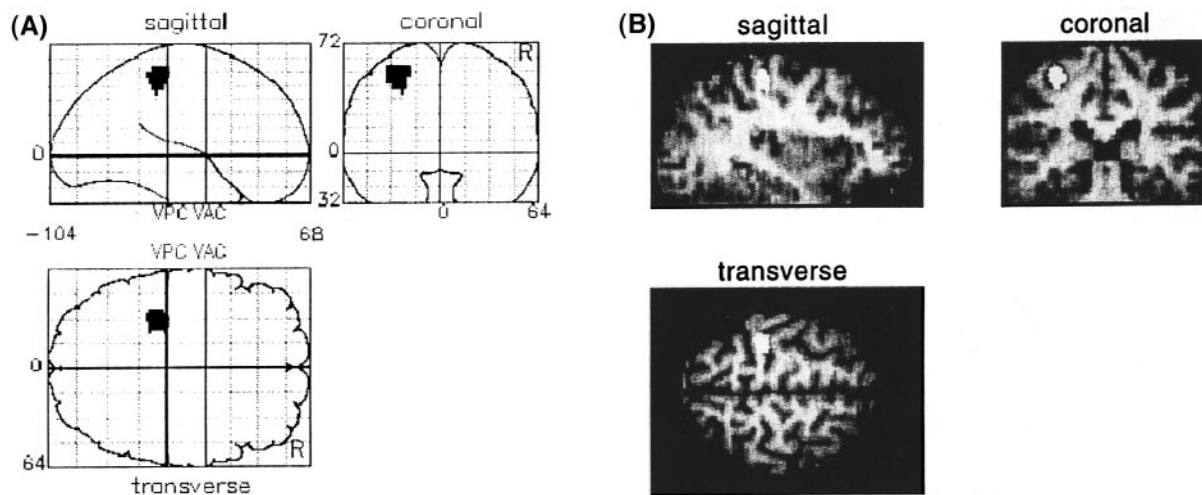 (A)
sagittal
coronal
72
R
0
0
32
VPC VAC
0
64
-104
68
VPC VAC
0
64
R
transverse
(B)
sagittal
coronal
transverse